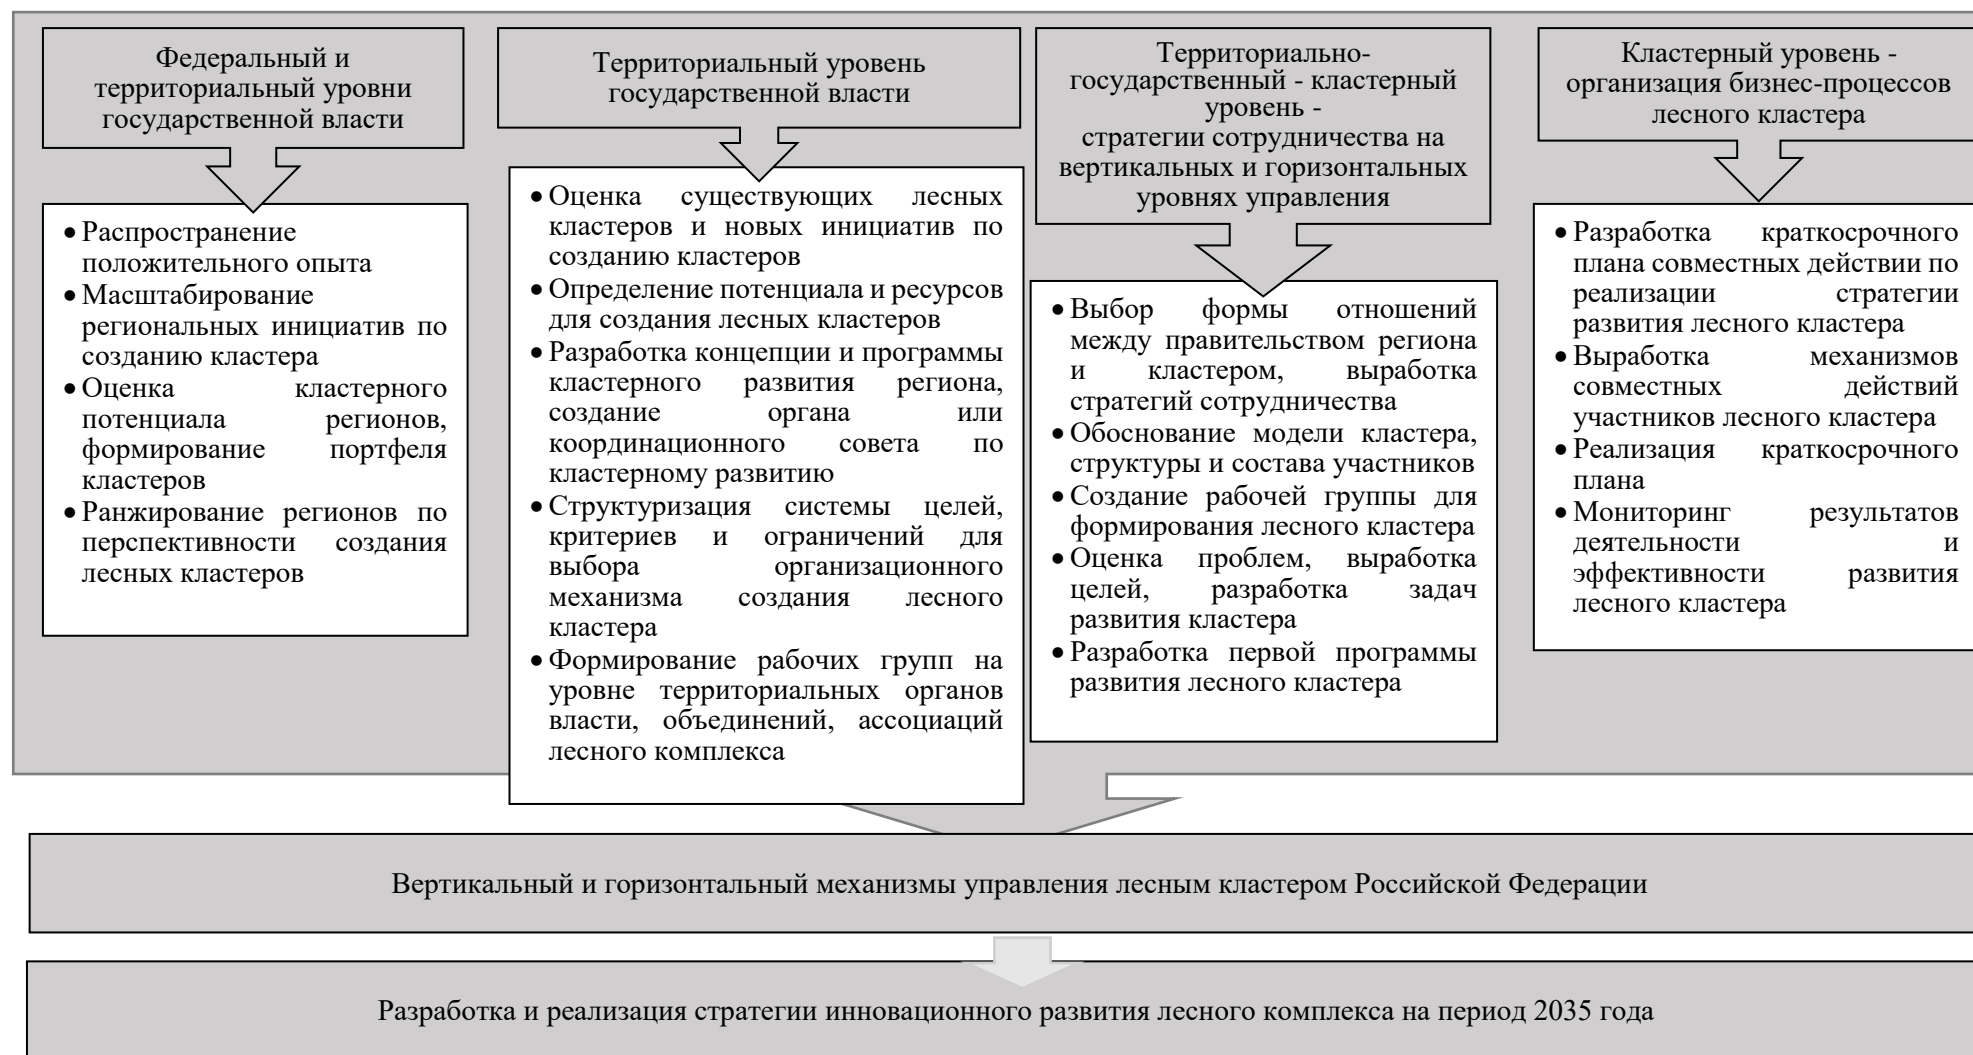 Федеральный и
территориальный уровни
государственной власти
• Распространение
положительного опыта
• Масштабирование
региональных инициатив по
созданию кластера
• Оценка кластерного
потенциала регионов,
формирование портфеля
кластеров
• Ранжирование регионов по
перспективности создания
лесных кластеров
Территориальный уровень
государственной власти
• Оценка существующих лесных
кластеров и новых инициатив по
созданию кластеров
• Определение потенциала и ресурсов
для создания лесных кластеров
• Разработка концепции и программы
кластерного развития региона,
создание органа или
координационного совета по
кластерному развитию
• Структуризация системы целей,
критериев и ограничений для
выбора организационного
механизма создания лесного
кластера
• Формирование рабочих групп на
уровне территориальных органов
власти, объединений, ассоциаций
лесного комплекса
Территориально-
государственный - кластерный
уровень -
стратегии сотрудничества на
вертикальных и горизонтальных
уровнях управления
• Выбор формы отношений
между правительством региона
и кластером, выработка
стратегий сотрудничества
• Обоснование модели кластера,
структуры и состава участников
• Создание рабочей группы для
формирования лесного кластера
• Оценка проблем, выработка
целей, разработка задач
развития кластера
• Разработка первой программы
развития лесного кластера
Кластерный уровень -
организация бизнес-процессов
лесного кластера
• Разработка краткосрочного
плана совместных действии по
реализации стратегии
развития лесного кластера
• Выработка механизмов
совместных действий
участников лесного кластера
• Реализация краткосрочного
плана
• Мониторинг результатов
деятельности и
эффективности развития
лесного кластера
Вертикальный и горизонтальный механизмы управления лесным кластером Российской Федерации
Разработка и реализация стратегии инновационного развития лесного комплекса на период 2035 года